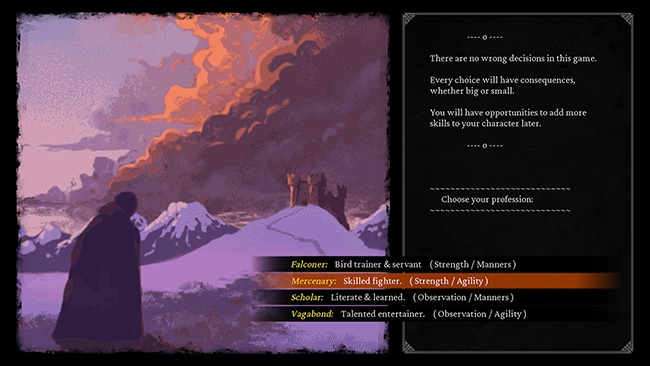 ---- o ----
There are no wrong decisions in this game.
Every choice will have consequences,
whether big or small.
You will have opportunities to add more
skills to your character later.
---- o ----
~~~~~~~~~~~~~~~~~~~~~~~~~~~~
Choose your profession:
~~~~~~~~~~~~~~~~~~~~~~~~~~~~
Falconer: Bird trainer & servant (Strength / Manners)
Mercenary: Skilled fighter. (Strength / Agility)
Scholar: Literate & learned. (Observation / Manners)
Vagabond: Talented entertainer. (Observation / Agility)